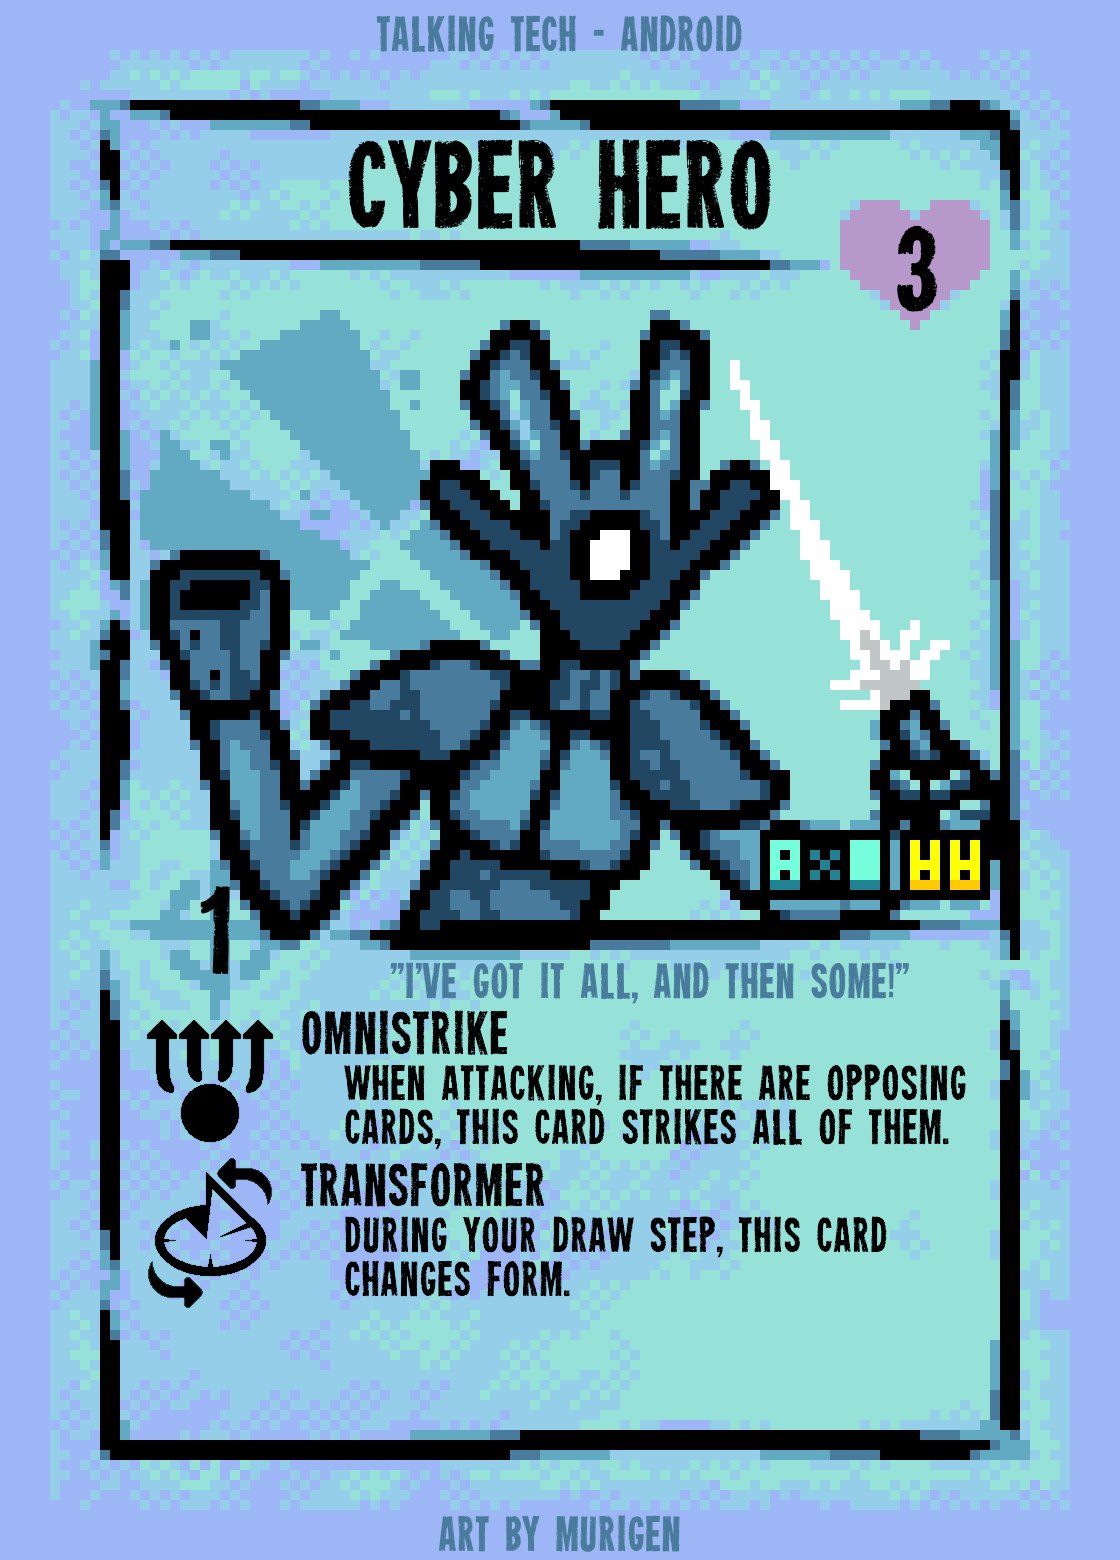 TALKING TECH - ANDROID
CYBER HERO
3
1
"I'VE GOT IT ALL, AND THEN SOME!"
OMNISTRIKE
WHEN ATTACKING, IF THERE ARE OPPOSING
CARDS, THIS CARD STRIKES ALL OF THEM.
TRANSFORMER
DURING YOUR DRAW STEP, THIS CARD
CHANGES FORM.
ART BY MURIGEN